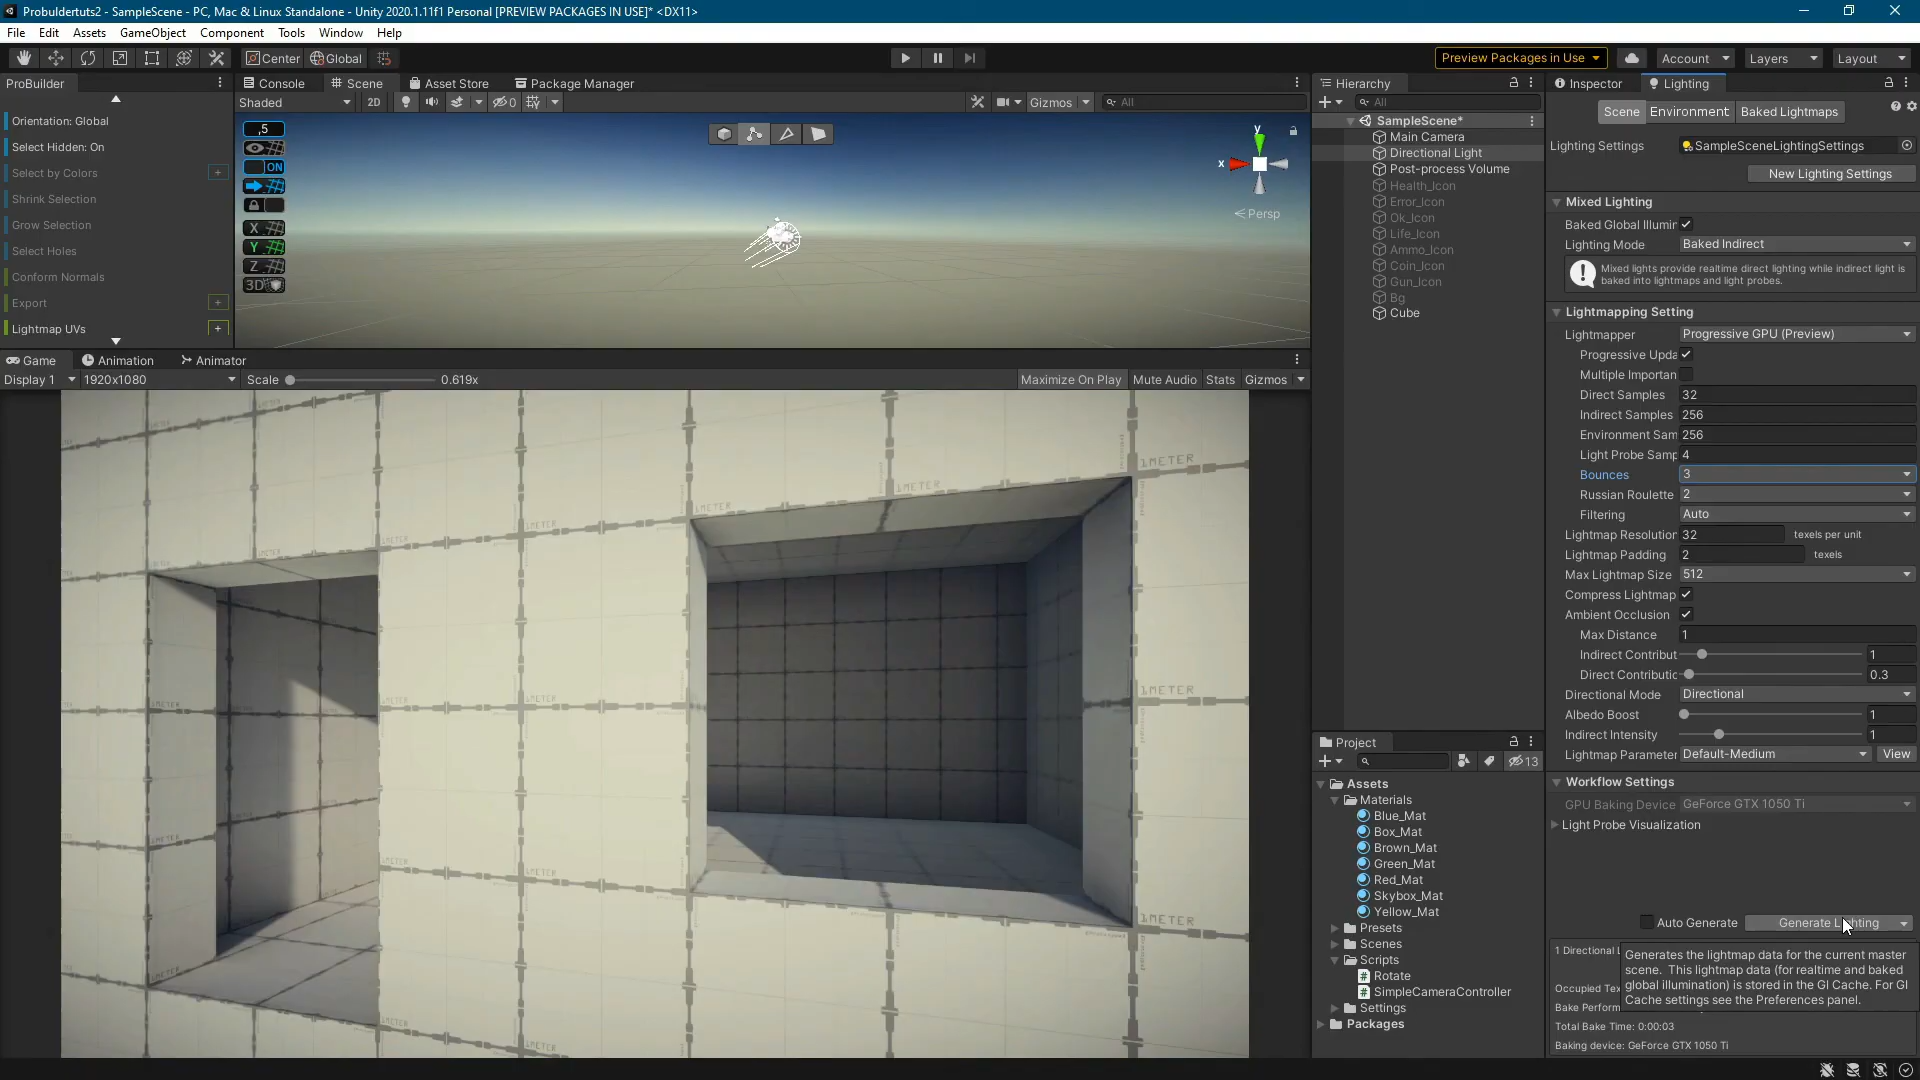 Probuldertuts2 - SampleScene - PC, Mac & Linux Standalone - Unity 2020.1.11f1 Personal [PREVIEW PACKAGES IN USE]* <DX11>
File Edit Assets GameObject Component Tools Window Help
Center Global Preview Packages in Use Account Layers Layout
ProBuilder
Orientation: Global
Select Hidden: On
Select by Colors +
Shrink Selection
Grow Selection
Select Holes
Conform Normals
Export +
Lightmap UVs +
Console Scene Asset Store Package Manager
Shaded 2D 0 Gizmos All
,5
ON
X
Y
Z
3D
y
x
Persp
Game Animation Animator
Display 1 1920x1080 Scale 0.619x Maximize On Play Mute Audio Stats Gizmos
1METER
1METER
1METER
1METER
Hierarchy
+ All
SampleScene*
Main Camera
Directional Light
Post-process Volume
Health_Icon
Error_Icon
Ok_Icon
Life_Icon
Ammo_Icon
Coin_Icon
Gun_Icon
Bg
Cube
Project
+ 13
Assets
Materials
Blue_Mat
Box_Mat
Brown_Mat
Green_Mat
Red_Mat
Skybox_Mat
Yellow_Mat
Presets
Scenes
Scripts
Rotate
SimpleCameraController
Settings
Packages
Inspector Lighting
Scene Environment Baked Lightmaps
Lighting Settings SampleSceneLightingSettings
New Lighting Settings
Mixed Lighting
Baked Global Illumir
Lighting Mode Baked Indirect
Mixed lights provide realtime direct lighting while indirect light is
baked into lightmaps and light probes.
Lightmapping Setting
Lightmapper Progressive GPU (Preview)
Progressive Upda
Multiple Importan
Direct Samples 32
Indirect Samples 256
Environment Sam 256
Light Probe Samp 4
Bounces 3
Russian Roulette 2
Filtering Auto
Lightmap Resolution 32 texels per unit
Lightmap Padding 2 texels
Max Lightmap Size 512
Compress Lightmap
Ambient Occlusion
Max Distance 1
Indirect Contribut 1
Direct Contributic 0.3
Directional Mode Directional
Albedo Boost 1
Indirect Intensity 1
Lightmap Parameter Default-Medium View
Workflow Settings
GPU Baking Device GeForce GTX 1050 Ti
Light Probe Visualization
Auto Generate Generate Lighting
1 Directional L
Generates the lightmap data for the current master
scene. This lightmap data (for realtime and baked
global illumination) is stored in the GI Cache. For GI
Cache settings see the Preferences panel.
Occupied Tex
Bake Perform
Total Bake Time: 0:00:03
Baking device: GeForce GTX 1050 Ti